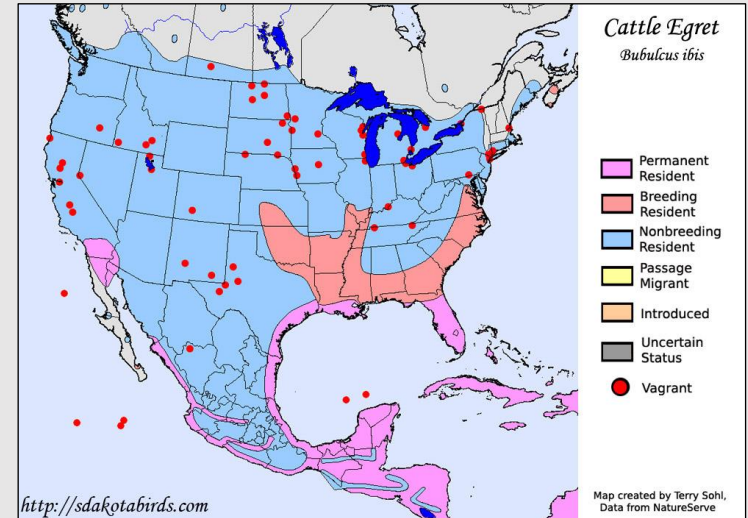 Cattle Egret
Bubulcus ibis
Permanent
Resident
Breeding
Resident
Nonbreeding
Resident
Passage
Migrant
Introduced
Uncertain
Status
Vagrant
http://sdakotabirds.com
Map created by Terry Sohl,
Data from NatureServe